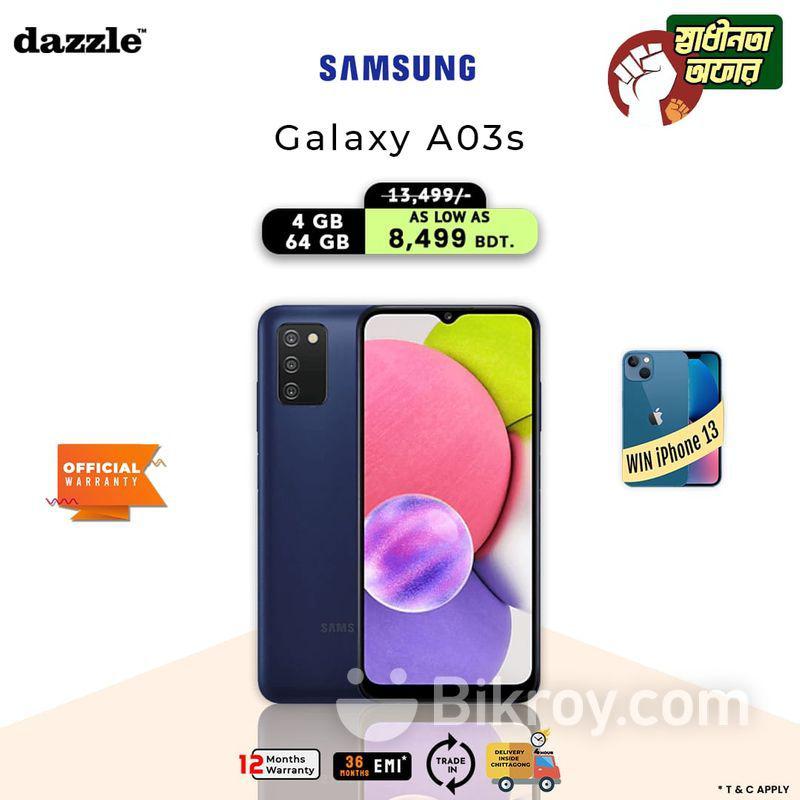 dazzle™
SAMSUNG
স্বাধীনতা
অফার
Galaxy A03s
13,499/-
4 GB
64 GB
AS LOW AS
8,499 BDT.
OFFICIAL
WARRANTY
WIN iPhone 13
SAMS
Bikroy.com
12 Months
Warranty
36
MONTHS
EMI*
TRADE
IN
DELIVERY
INSIDE
CHITTAGONG
4 HOUR
* T & C APPLY